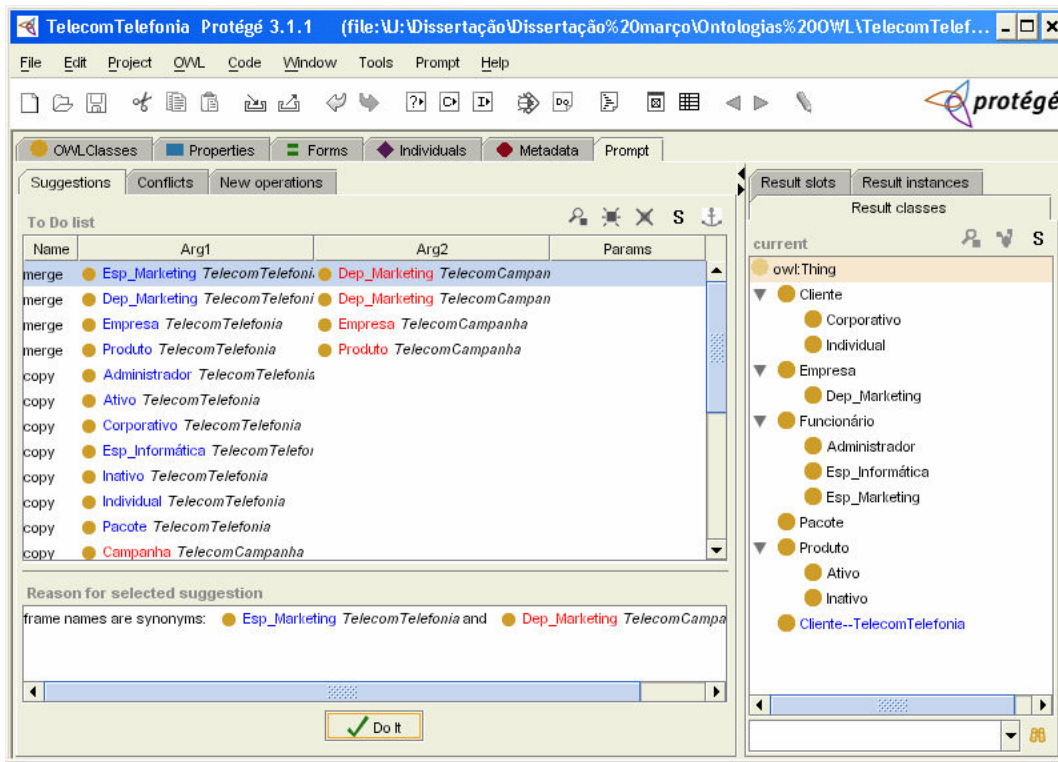 TelecomTelefonia Protégé 3.1.1 (file:\U:\Dissertação\Dissertação%20março\Ontologias%20OWL\TelecomTelef...
File Edit Project OWL Code Window Tools Prompt Help
protégé
OWLClasses Properties Forms Individuals Metadata Prompt
Suggestions Conflicts New operations
To Do list S
Name Arg1 Arg2 Params
merge Esp_Marketing TelecomTelefoni. Dep_Marketing TelecomCampan
merge Dep_Marketing TelecomTelefoni Dep_Marketing TelecomCampan
merge Empresa TelecomTelefonia Empresa TelecomCampanha
merge Produto TelecomTelefonia Produto TelecomCampanha
copy Administrador TelecomTelefonia
copy Ativo TelecomTelefonia
copy Corporativo TelecomTelefonia
copy Esp_Informática TelecomTelefor
copy Inativo TelecomTelefonia
copy Individual TelecomTelefonia
copy Pacote TelecomTelefonia
copy Campanha TelecomCampanha
Reason for selected suggestion
frame names are synonyms: Esp_Marketing TelecomTelefonia and Dep_Marketing TelecomCampa
Do It
Result slots Result instances
Result classes
current S
owl:Thing
Cliente
Corporativo
Individual
Empresa
Dep_Marketing
Funcionário
Administrador
Esp_Informática
Esp_Marketing
Pacote
Produto
Ativo
Inativo
Cliente--TelecomTelefonia